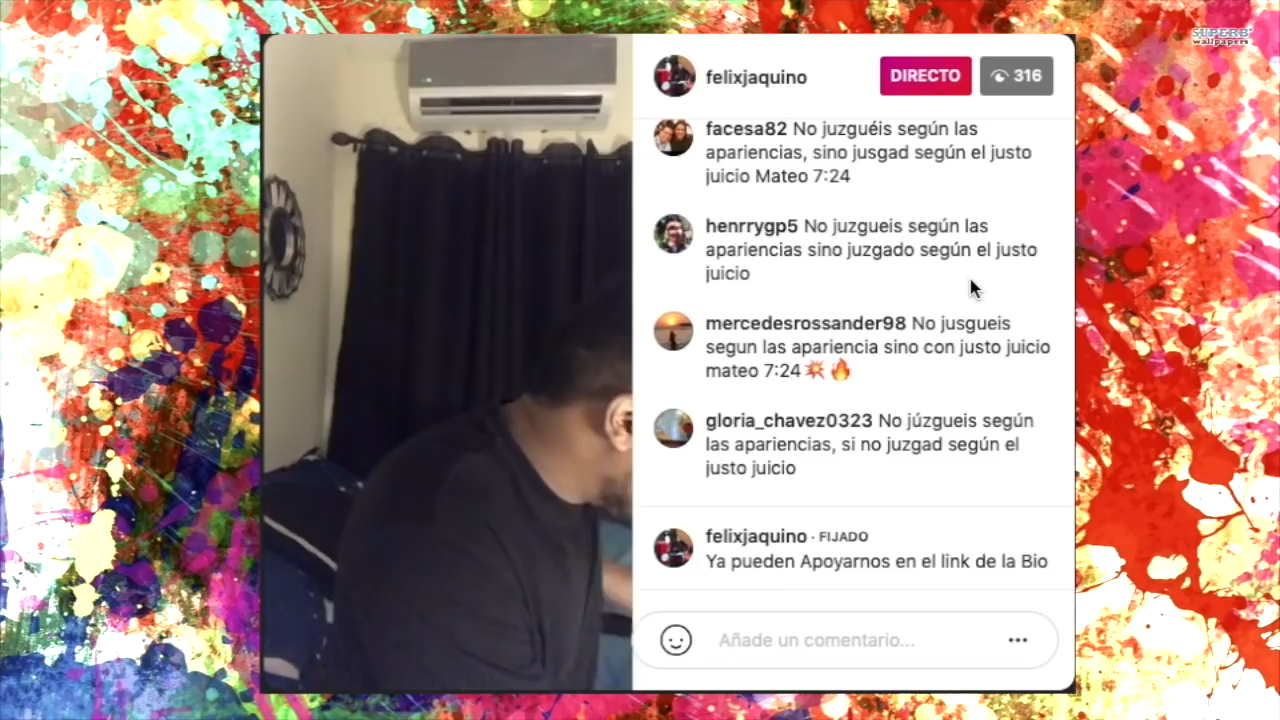 SUPERB
wallpapers
felixjaquino
DIRECTO
316
facesa82 No juzguéis según las
apariencias, sino jusgad según el justo
juicio Mateo 7:24
henrrygp5 No juzgueis según las
apariencias sino juzgado según el justo
juicio
mercedesrossander98 No jusgueis
segun las apariencia sino con justo juicio
mateo 7:24💥🔥
gloria_chavez0323 No júzgueis según
las apariencias, si no juzgad según el
justo juicio
felixjaquino · FIJADO
Ya pueden Apoyarnos en el link de la Bio
Añade un comentario...